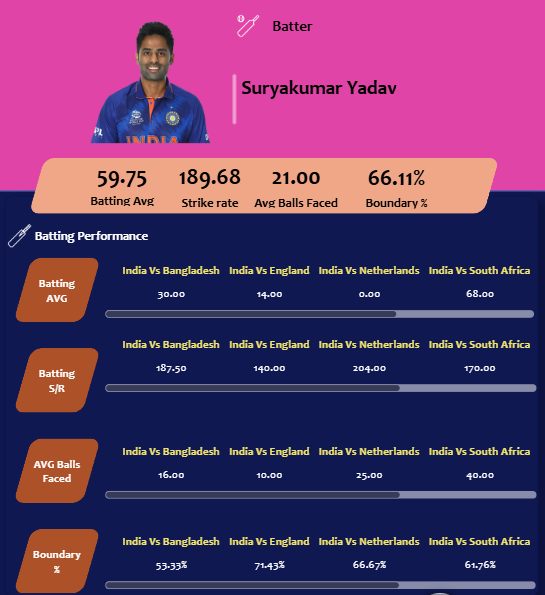 Batter
Suryakumar Yadav
PL
INDIA
59.75 189.68 21.00 66.11%
Batting Avg Strike rate Avg Balls Faced Boundary %
Batting Performance
Batting AVG
India Vs Bangladesh India Vs England India Vs Netherlands India Vs South Africa
30.00 14.00 0.00 68.00
Batting S/R
India Vs Bangladesh India Vs England India Vs Netherlands India Vs South Africa
187.50 140.00 204.00 170.00
AVG Balls Faced
India Vs Bangladesh India Vs England India Vs Netherlands India Vs South Africa
16.00 10.00 25.00 40.00
Boundary %
India Vs Bangladesh India Vs England India Vs Netherlands India Vs South Africa
53.33% 71.43% 66.67% 61.76%